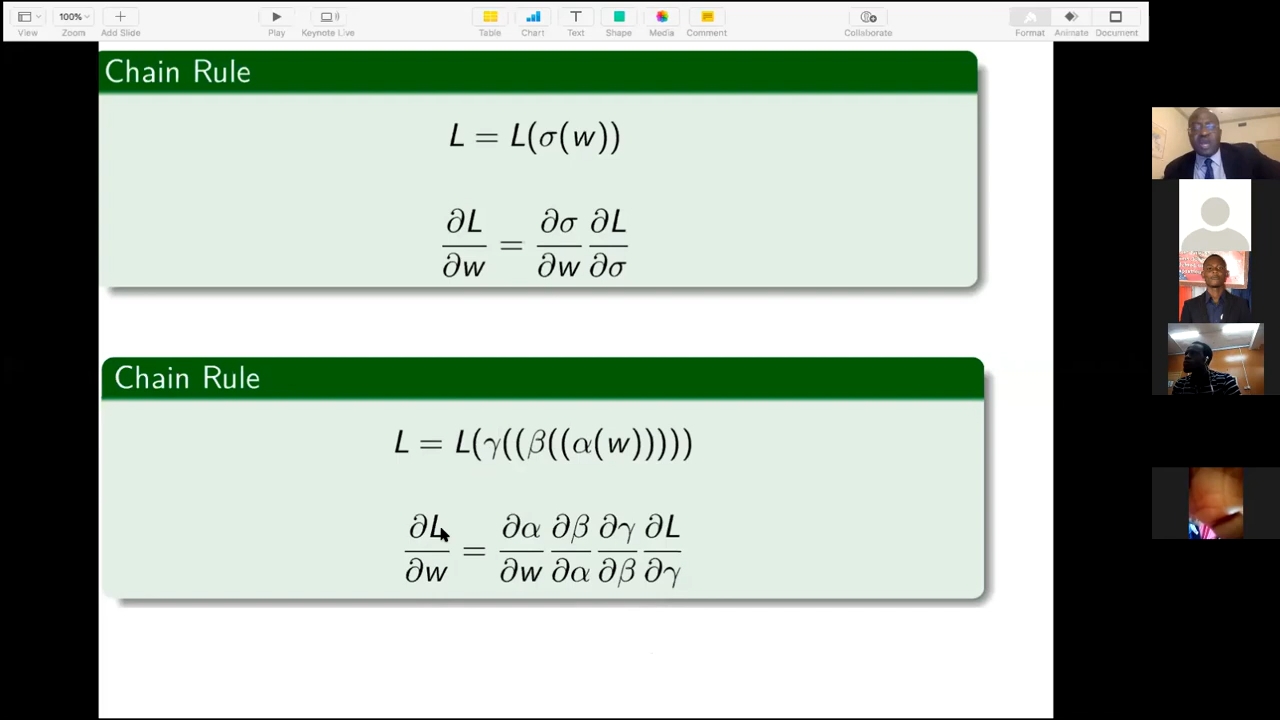 View Zoom Add Slide Play Keynote Live Table Chart Text Shape Media Comment Collaborate Format Animate Document
100%
Chain Rule
L = L(σ(w))
∂L/∂w = ∂σ/∂w ∂L/∂σ
Chain Rule
L = L(γ((β((α(w)))))
∂L/∂w = ∂α/∂w ∂β/∂α ∂γ/∂β ∂L/∂γ